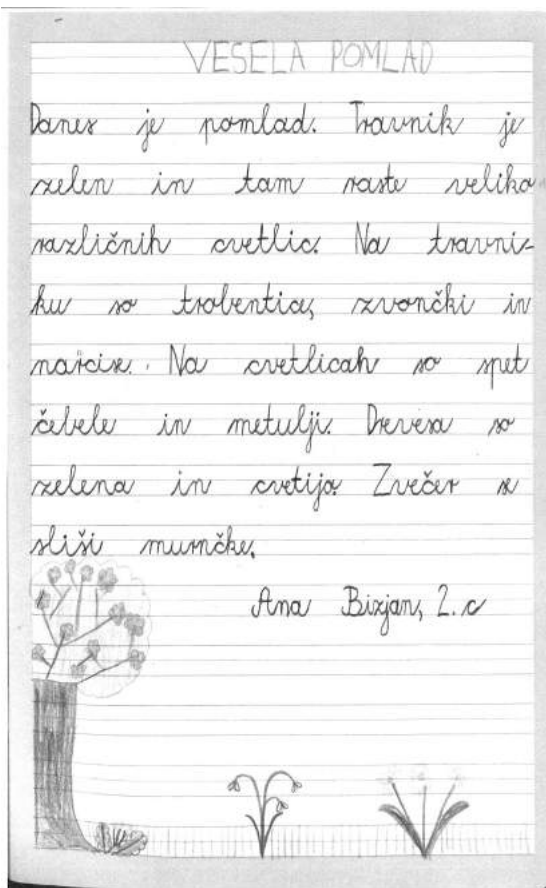 VESELA POMLAD
Danes je pomlad. Travnik je
zelen in tam raste veliko
različnih cvetlic. Na travni-
ku so trobentice, zvončki in
narcise. Na cvetlicah so spet
čebele in metulji. Drevesa so
zelena in cvetijo. Zvečer se
sliši murnčke.
Ana Bizjan, 2. c